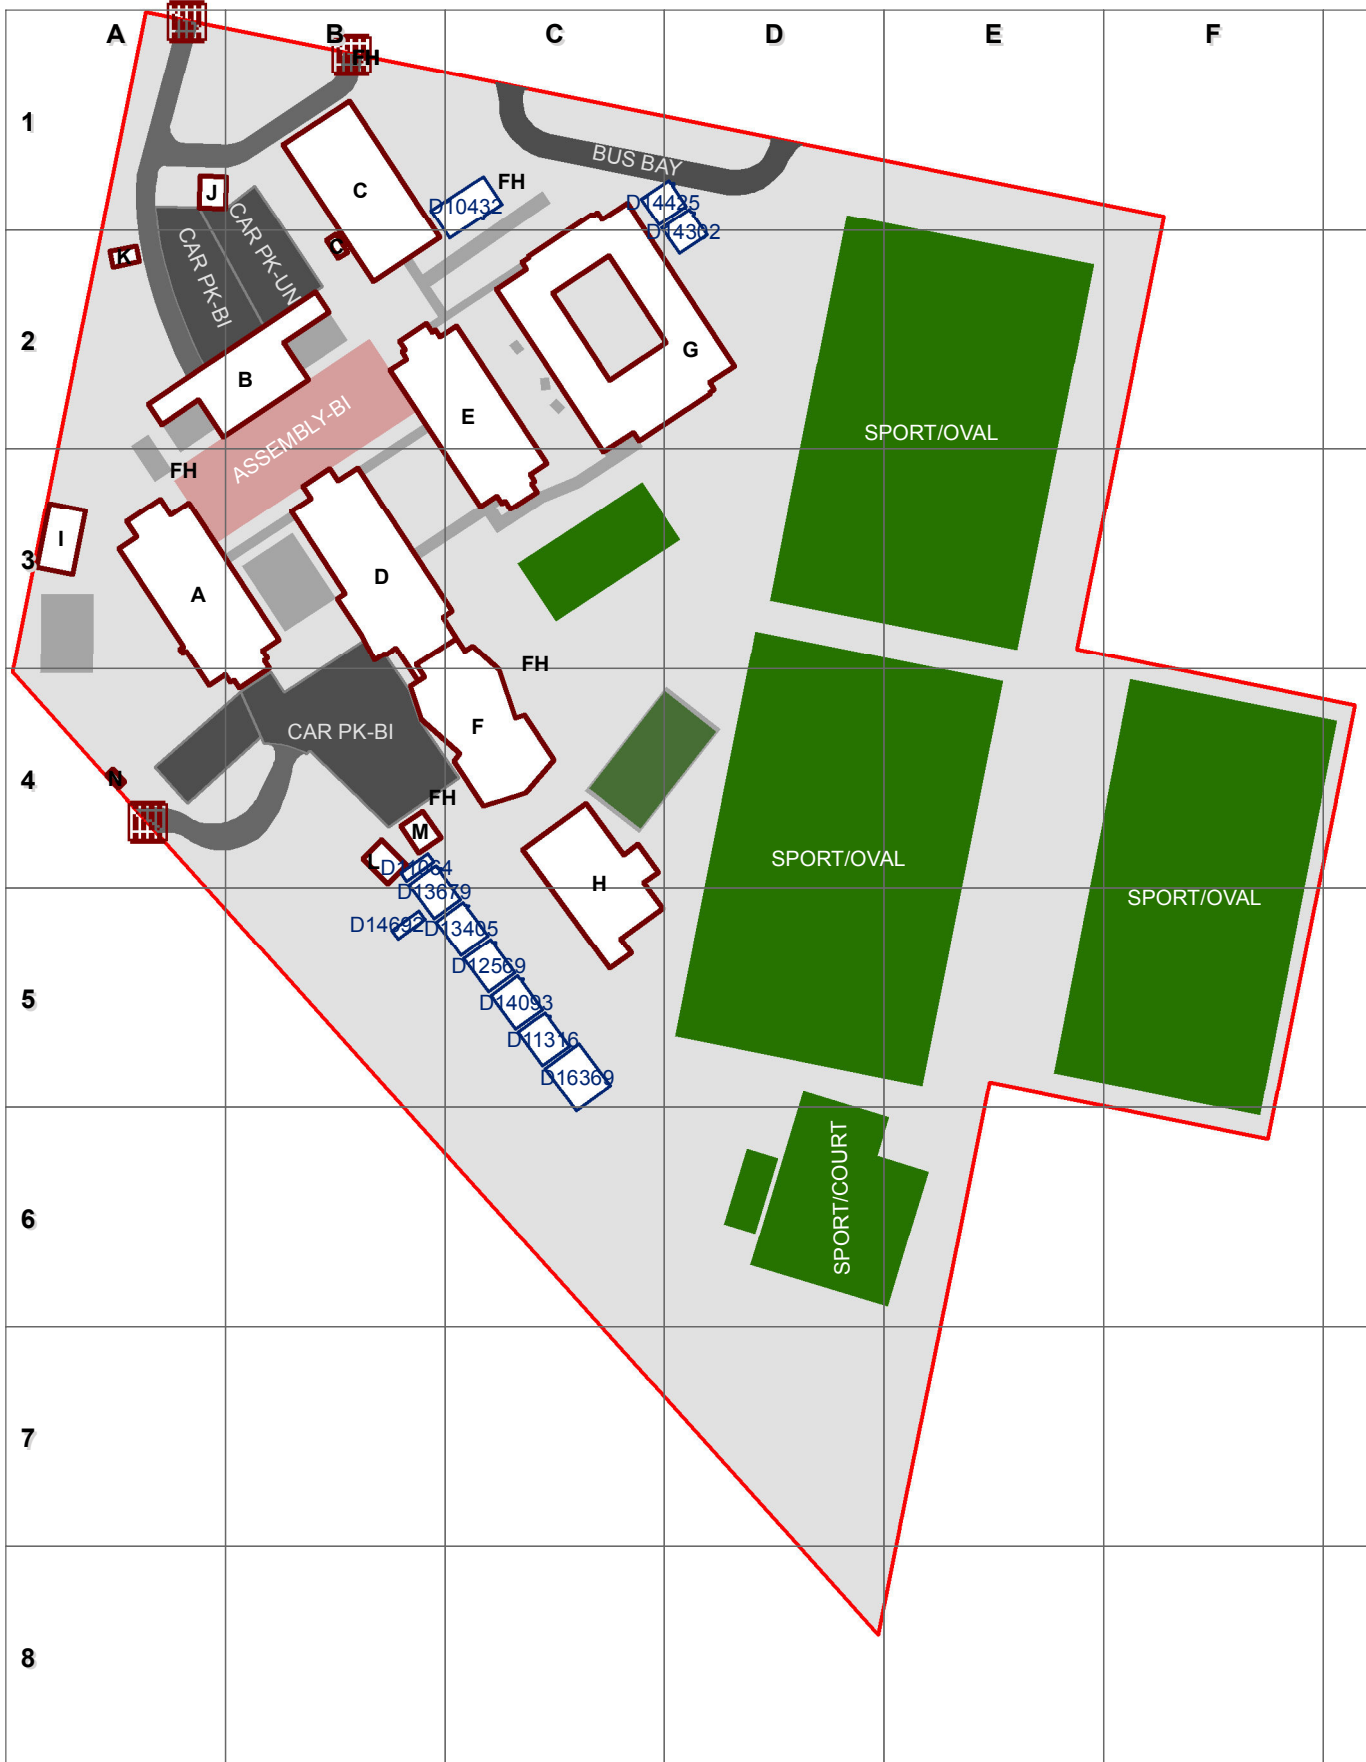 A
B
C
D
E
F
FH
1
BUS BAY
J
C
D10432
FH
D14425
D14302
K
C
CAR PK-BI
CAR PK-UN
2
B
G
E
ASSEMBLY-BI
SPORT/OVAL
FH
I
3
A
D
FH
F
CAR PK-BI
4
N
FH
M
L
D11064
H
SPORT/OVAL
D13679
SPORT/OVAL
D14692
D13405
D12569
5
D14093
D11316
D16369
SPORT/COURT
6
7
8